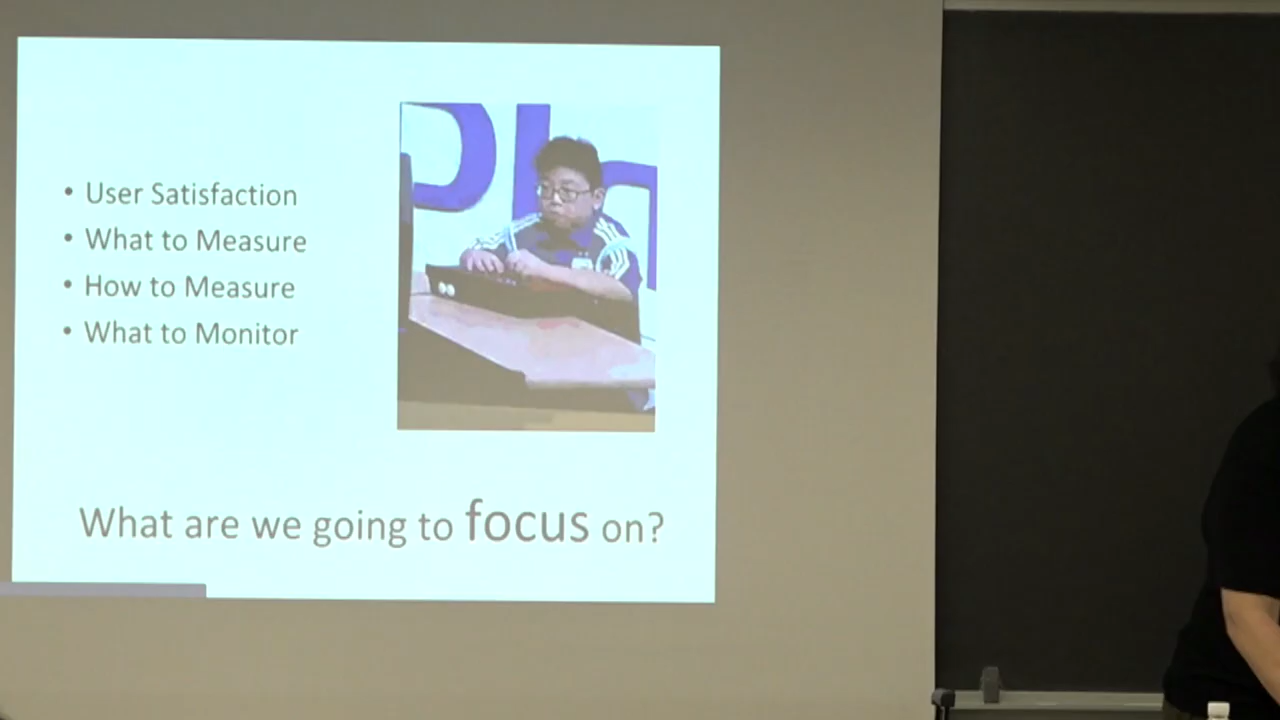 • User Satisfaction
• What to Measure
• How to Measure
• What to Monitor
What are we going to focus on?